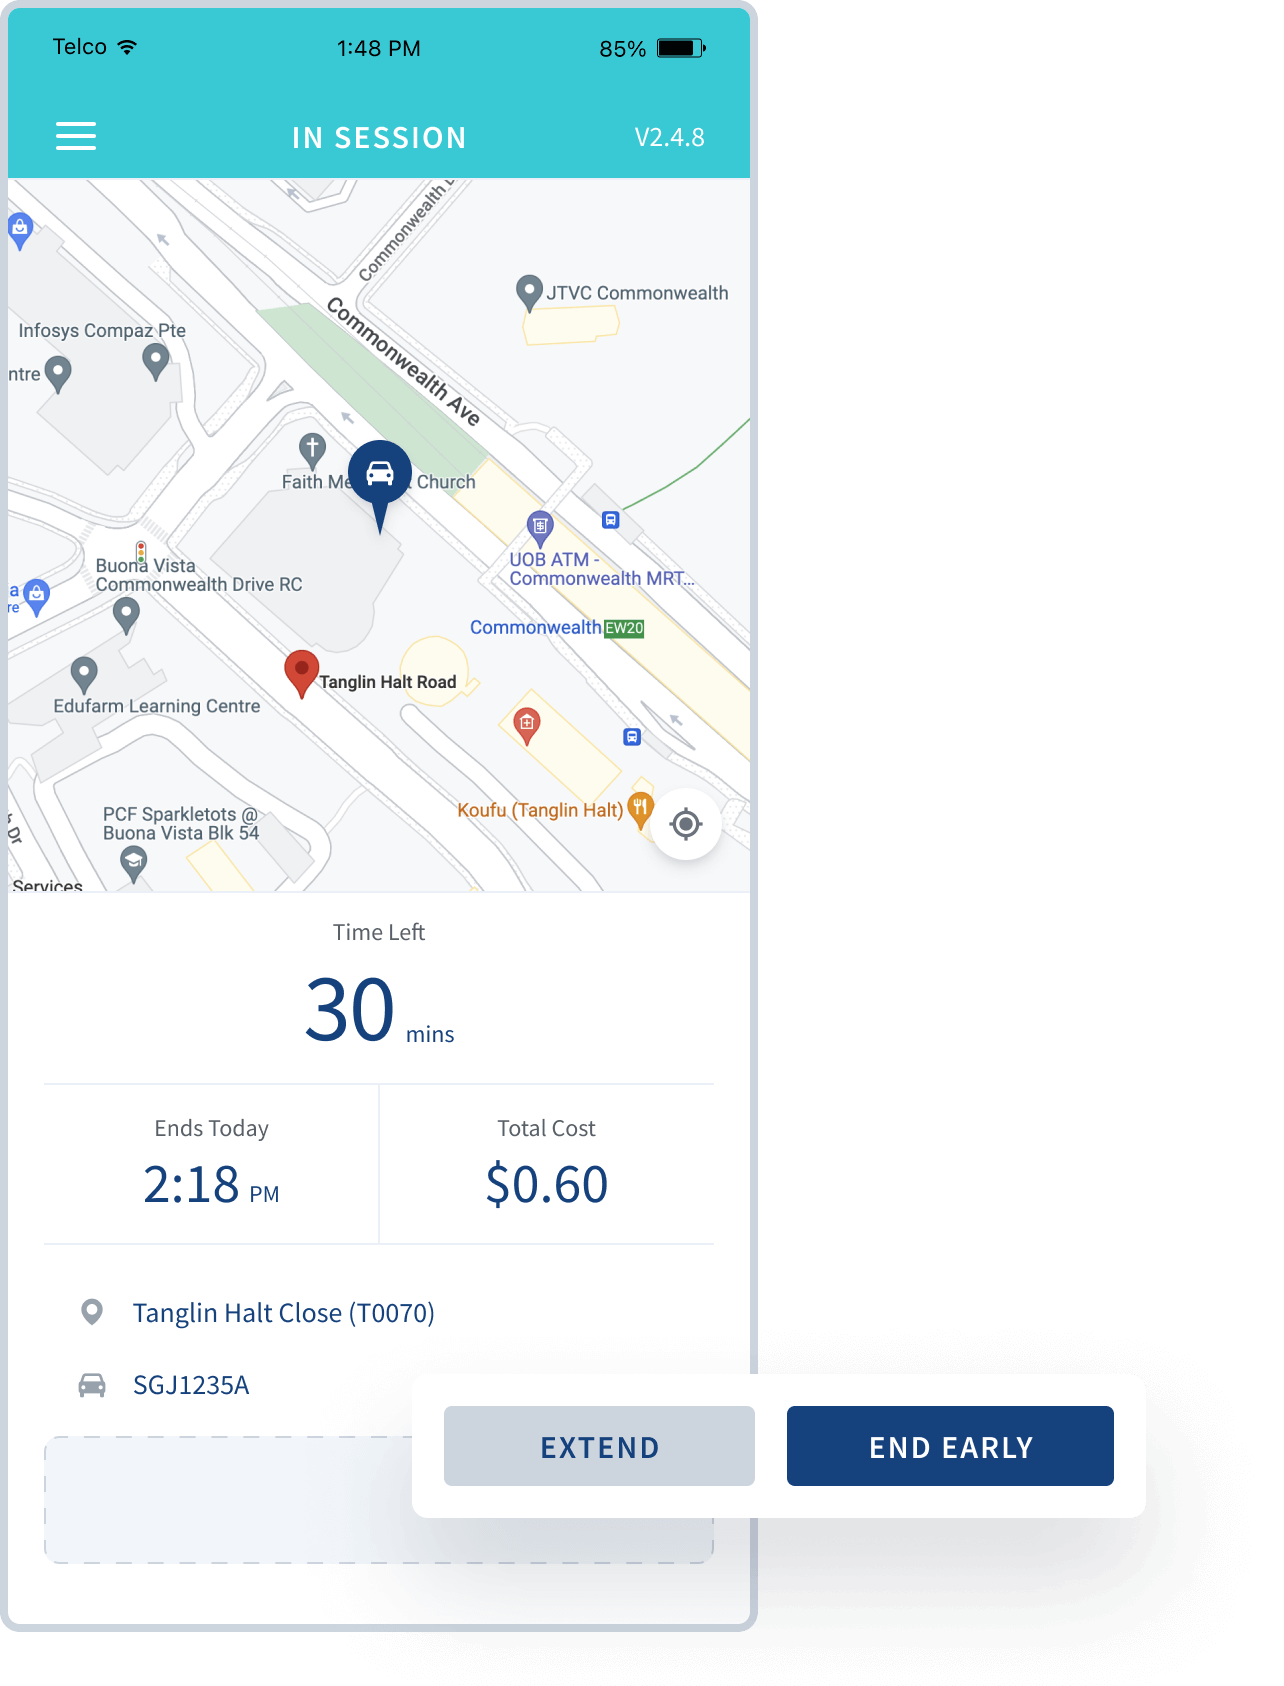 Telco 1:48 PM 85%
IN SESSION V2.4.8
Commonwealth
JTVC Commonwealth
Commonwealth Ave
Infosys Compaz Pte
ntre
Faith Me t Church
UOB ATM -
Commonwealth MRT...
Buona Vista
Commonwealth Drive RC
a
re
Commonwealth EW20
Tanglin Halt Road
Edufarm Learning Centre
Koufu (Tanglin Halt)
PCF Sparkletots @
Buona Vista Blk 54
Dr
Services
Time Left
30 mins
Ends Today
2:18 PM
Total Cost
$0.60
Tanglin Halt Close (T0070)
SGJ1235A
EXTEND
END EARLY